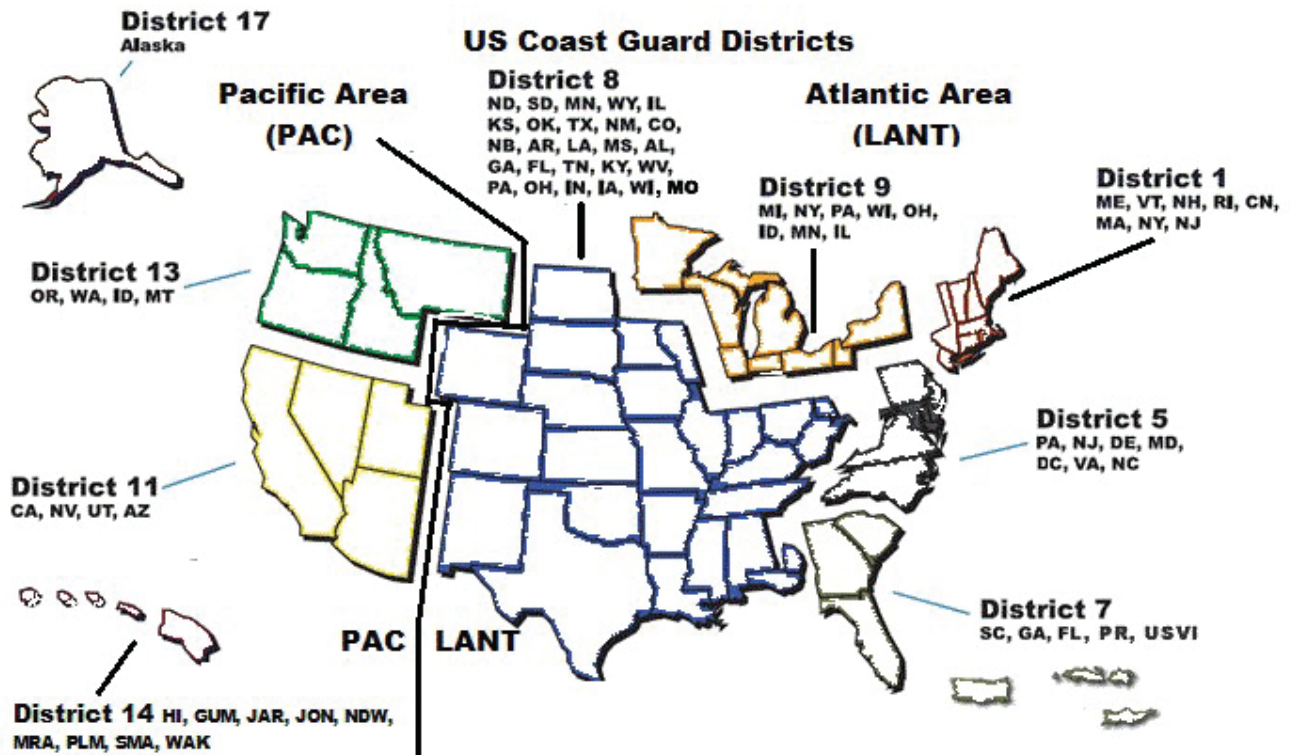 US Coast Guard Districts
District 17
Alaska
Pacific Area
(PAC)
District 8
ND, SD, MN, WY, IL
KS, OK, TX, NM, CO,
NB, AR, LA, MS, AL,
GA, FL, TN, KY, WV,
PA, OH, IN, IA, WI, MO
Atlantic Area
(LANT)
District 9
MI, NY, PA, WI, OH,
ID, MN, IL
District 1
ME, VT, NH, RI, CN,
MA, NY, NJ
District 13
OR, WA, ID, MT
District 5
PA, NJ, DE, MD,
DC, VA, NC
District 11
CA, NV, UT, AZ
District 7
SC, GA, FL, PR, USVI
PAC LANT
District 14 HI, GUM, JAR, JON, NDW,
MRA, PLM, SMA, WAK